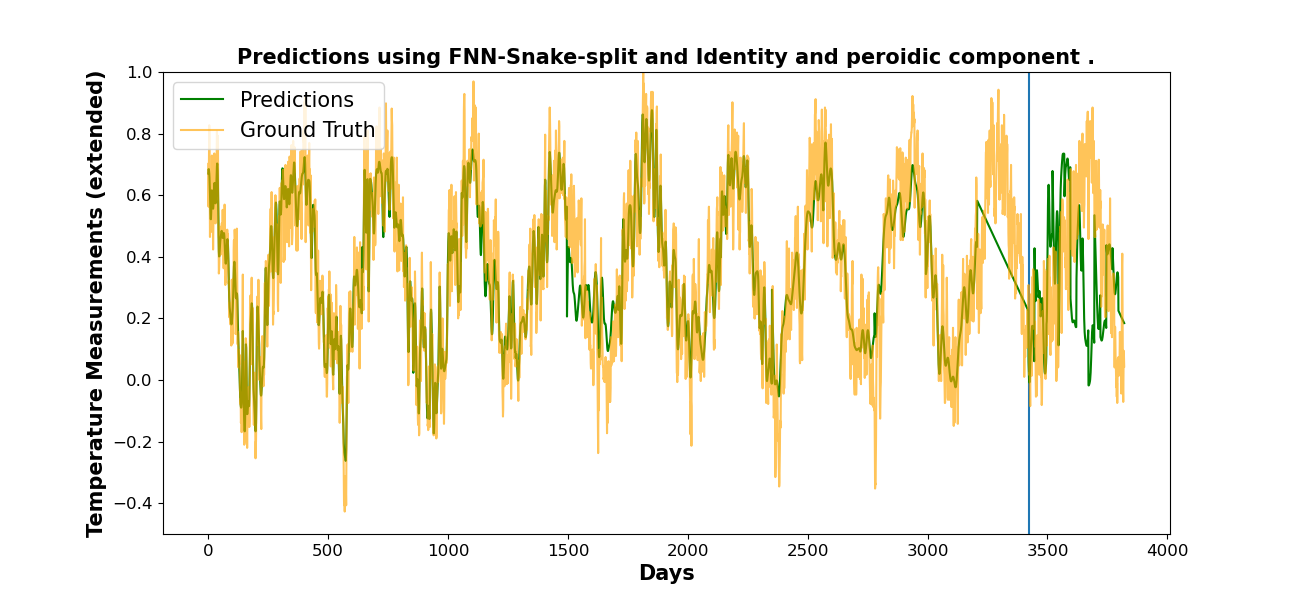 Predictions using FNN-Snake-split and Identity and peroidic component .
Temperature Measurements (extended)
1.0
0.8
0.6
0.4
0.2
0.0
−0.2
−0.4
Predictions
Ground Truth
0 500 1000 1500 2000 2500 3000 3500 4000
Days